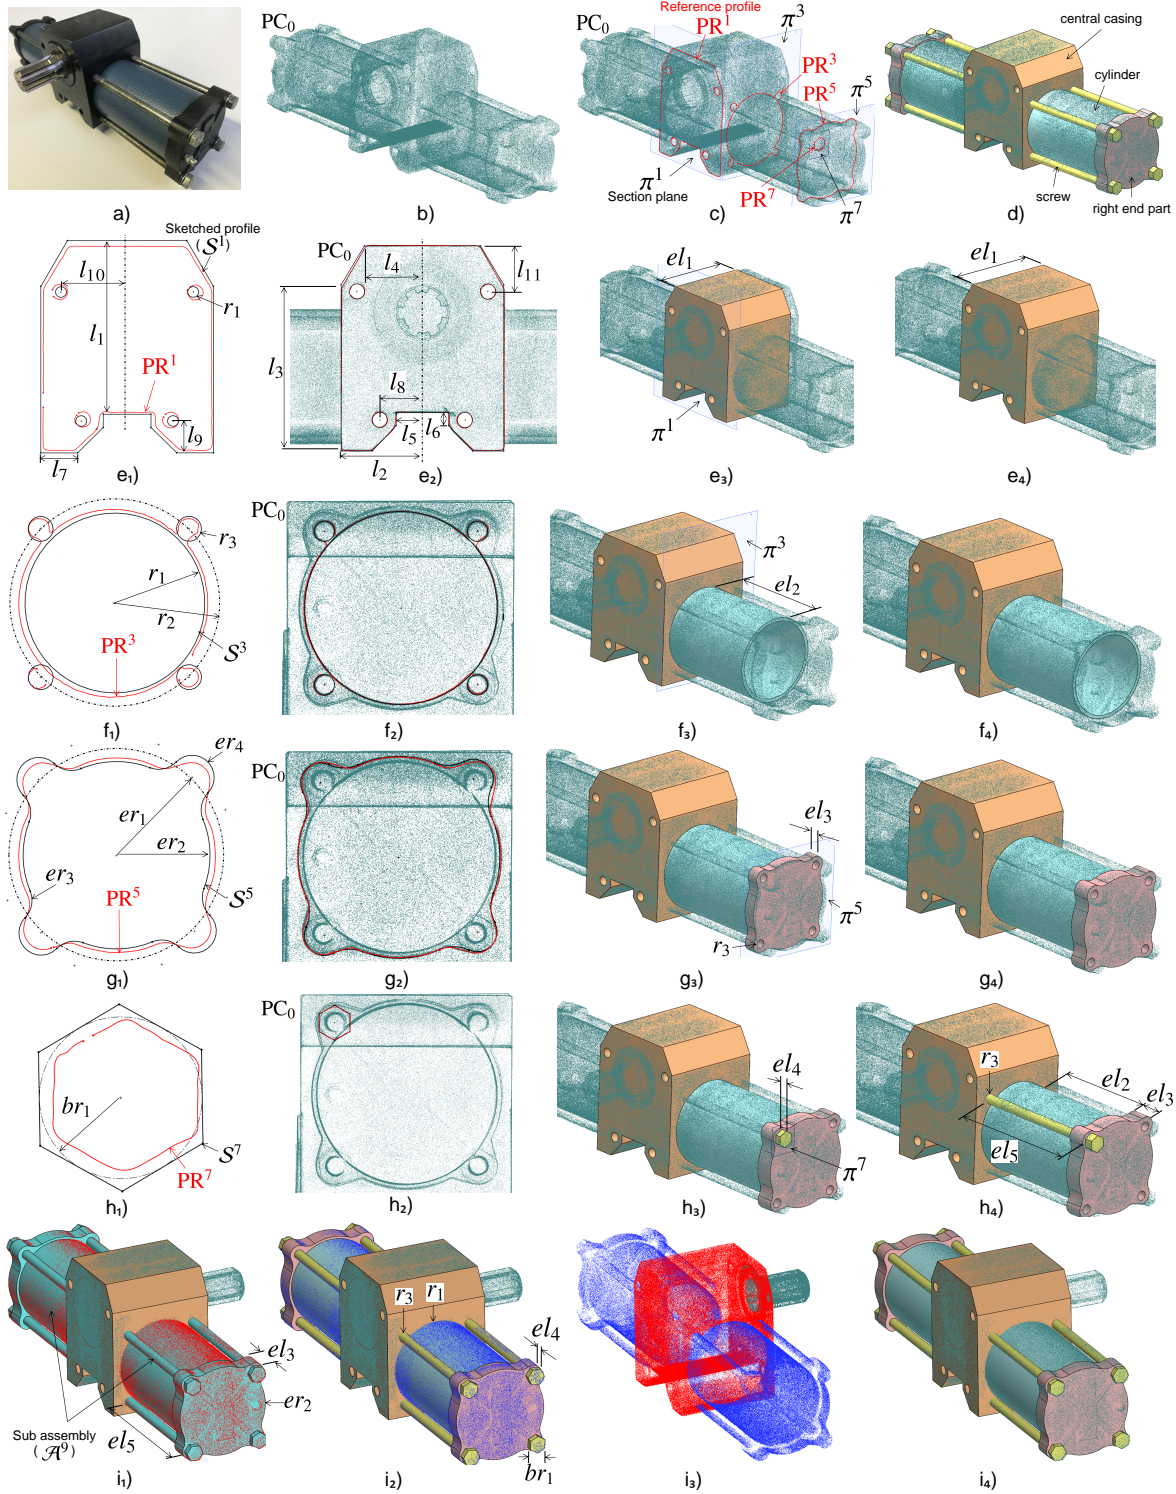 PC0
PC0
Reference profile
PR1
π3
PR3
PR5
π5
π1
Section plane
PR7
π7
central casing
cylinder
screw
right end part
a)
b)
c)
d)
Sketched profile
(S1)
l10
r1
l1
PR1
l9
l7
PC0
l4
l11
l3
l8
l5
l6
l2
el1
π1
el1
e1)
e2)
e3)
e4)
r3
r1
r2
PR3
S3
PC0
π3
el2
f1)
f2)
f3)
f4)
er4
er1
er2
er3
PR5
S5
PC0
el3
π5
r3
g1)
g2)
g3)
g4)
br1
PR7
S7
PC0
el4
π7
r3
el2
el3
el5
h1)
h2)
h3)
h4)
el3
er2
el5
Sub assembly
(A9)
r3
r1
el4
br1
i1)
i2)
i3)
i4)